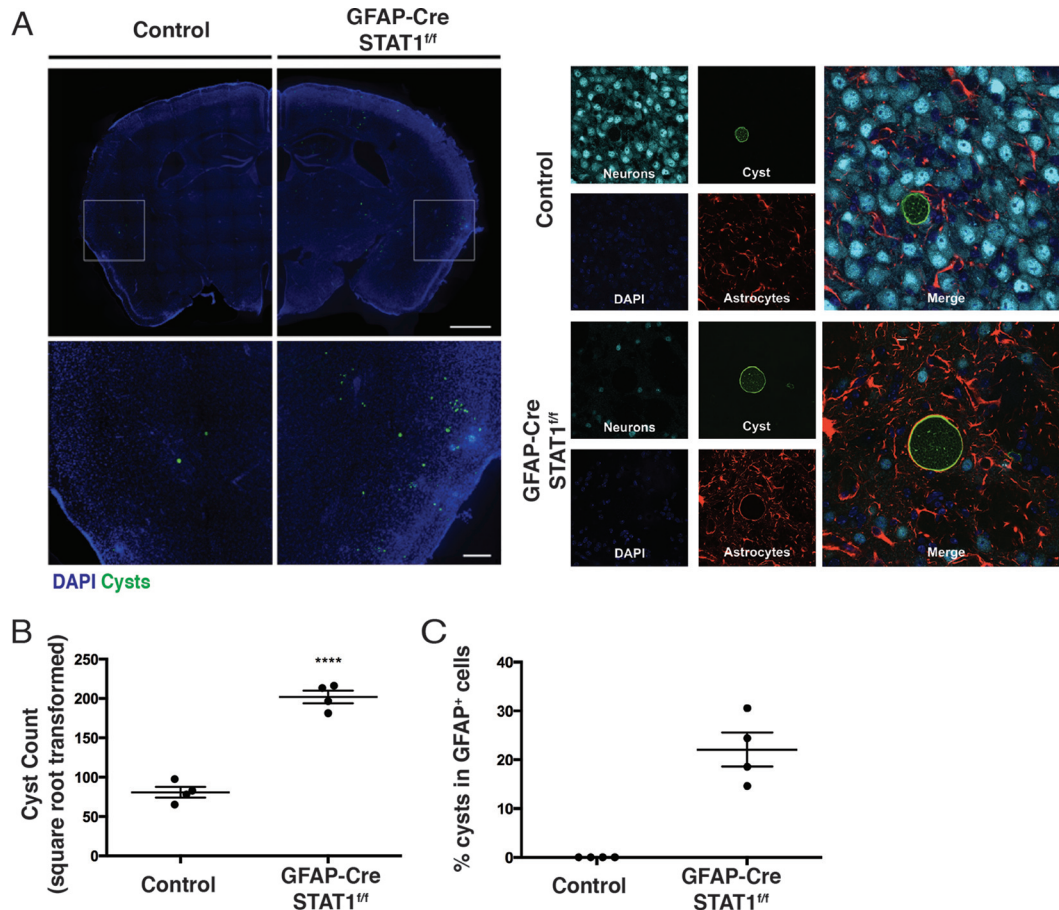 A
Control
GFAP-Cre
STAT1f/f
DAPI Cysts
Control
Neurons
Cyst
DAPI
Astrocytes
Merge
GFAP-Cre
STAT1f/f
Neurons
Cyst
DAPI
Astrocytes
Merge
B
Cyst Count
(square root transformed)
250
200
150
100
50
0
****
Control
GFAP-Cre
STAT1f/f
C
% cysts in GFAP+ cells
40
30
20
10
0
Control
GFAP-Cre
STAT1f/f